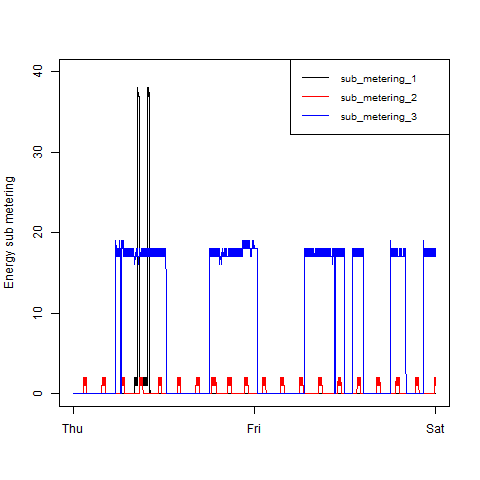 Energy sub metering
40
30
20
10
0
sub_metering_1
sub_metering_2
sub_metering_3
Thu
Fri
Sat